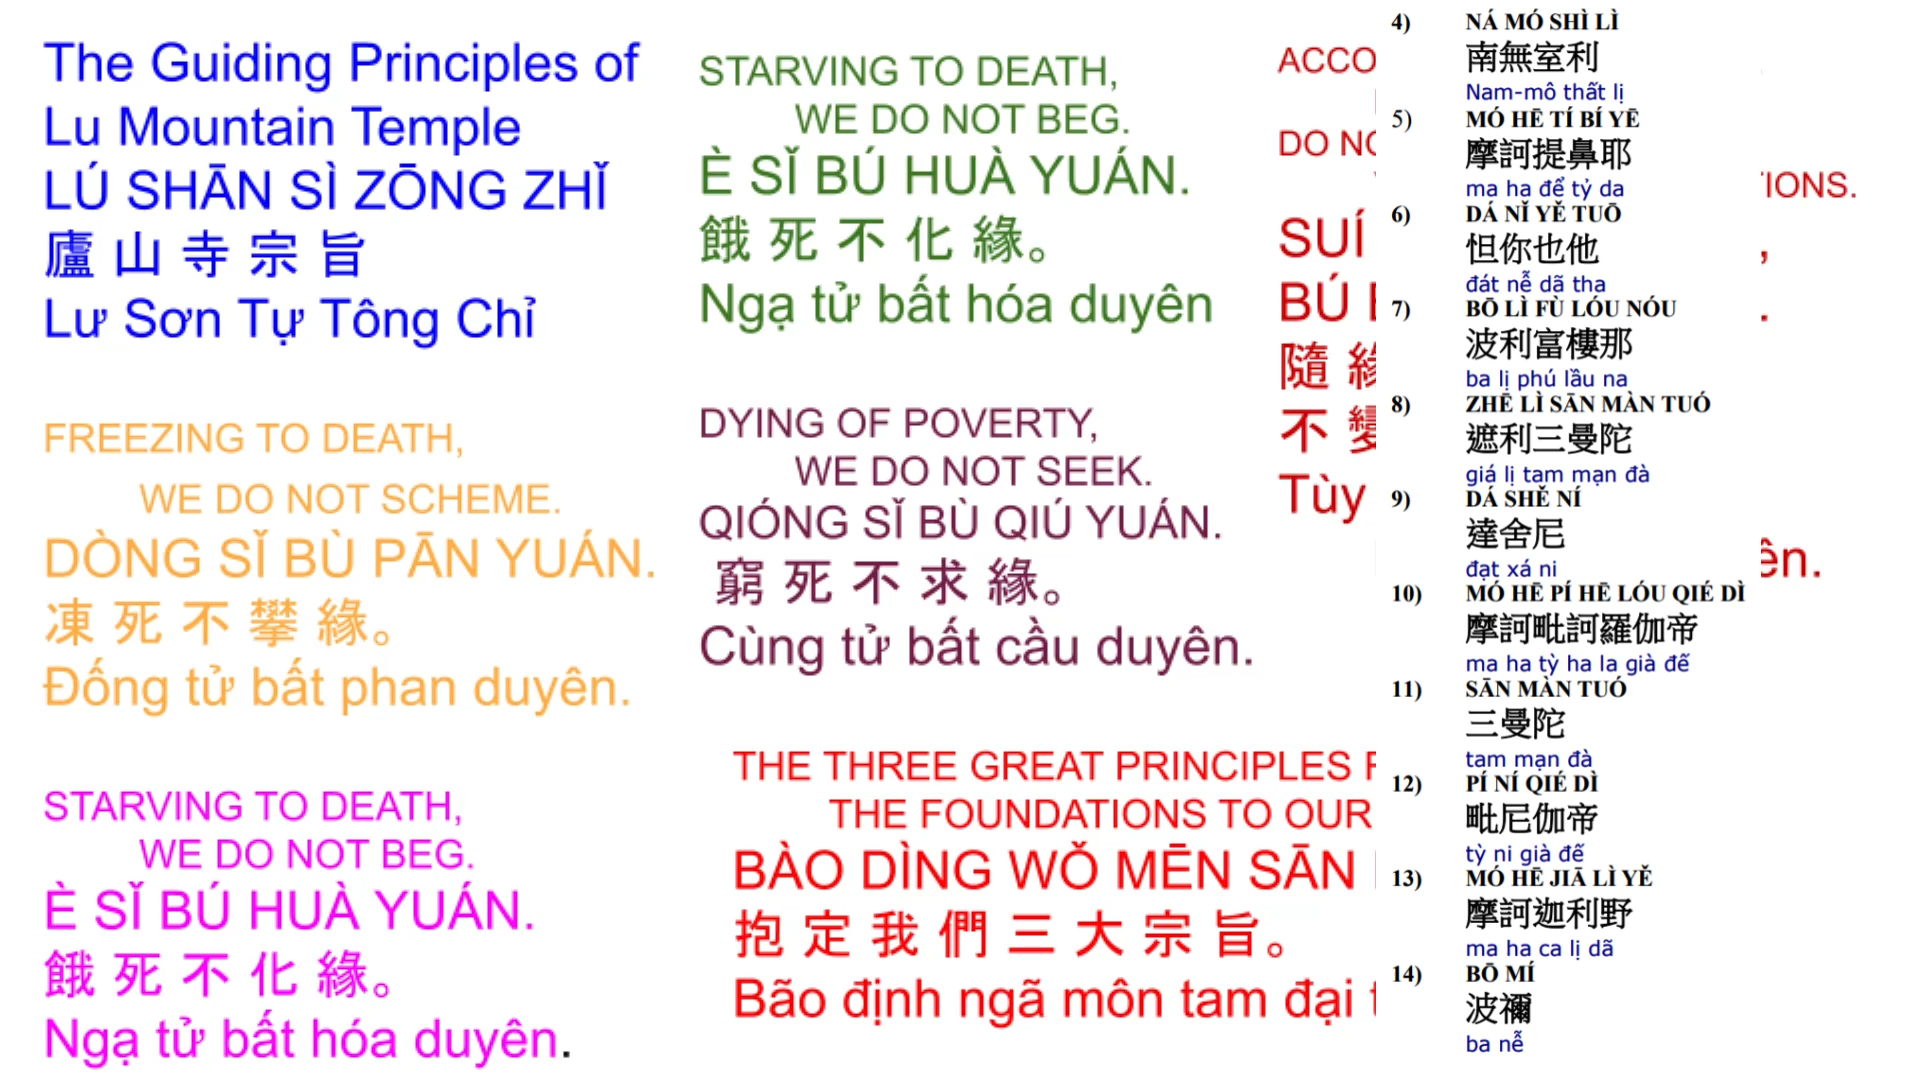 The Guiding Principles of
Lu Mountain Temple
LÚ SHĀN SÌ ZŌNG ZHǏ
廬 山 寺 宗 旨
Lư Sơn Tự Tông Chỉ
FREEZING TO DEATH,
WE DO NOT SCHEME.
DÒNG SǏ BÙ PĀN YUÁN.
凍 死 不 攀 緣。
Đống tử bất phan duyên.
STARVING TO DEATH,
WE DO NOT BEG.
È SǏ BÚ HUÀ YUÁN.
餓 死 不 化 緣。
Ngạ tử bất hóa duyên.
STARVING TO DEATH,
WE DO NOT BEG.
È SǏ BÚ HUÀ YUÁN.
餓 死 不 化 緣。
Ngạ tử bất hóa duyên
DYING OF POVERTY,
WE DO NOT SEEK.
QIÓNG SǏ BÙ QIÚ YUÁN.
窮 死 不 求 緣。
Cùng tử bất cầu duyên.
THE THREE GREAT PRINCIPLES
THE FOUNDATIONS TO OUR
BÀO DÌNG WǑ MĒN SĀN
抱 定 我 們 三 大 宗 旨。
Bão định ngã môn tam đại
ACCO
DO NO
TIONS.
SUÍ
BÚ
隨 緣
不 變
Tùy
ên.
4) NÁ MÓ SHÌ LÌ
南無室利
Nam-mô thất lị
5) MÓ HĒ TÍ BÍ YĒ
摩訶提鼻耶
ma ha để tỷ da
6) DÁ NǏ YĚ TUŌ
怛你也他
đát nễ dã tha
7) BŌ LÌ FÙ LÓU NÓU
波利富樓那
ba lị phú lầu na
8) ZHĒ LÌ SĀN MÀN TUÓ
遮利三曼陀
giá lị tam mạn đà
9) DÁ SHĚ NÍ
達舍尼
đạt xá ni
10) MÓ HĒ PÍ HĒ LÓU QIÉ DÌ
摩訶毗訶羅伽帝
ma ha tỳ ha la già đế
11) SĀN MÀN TUÓ
三曼陀
tam mạn đà
12) PÍ NÍ QIÉ DÌ
毗尼伽帝
tỳ ni già đế
13) MÓ HĒ JIĀ LÌ YĚ
摩訶迦利野
ma ha ca lị dã
14) BŌ MÍ
波禰
ba nễ